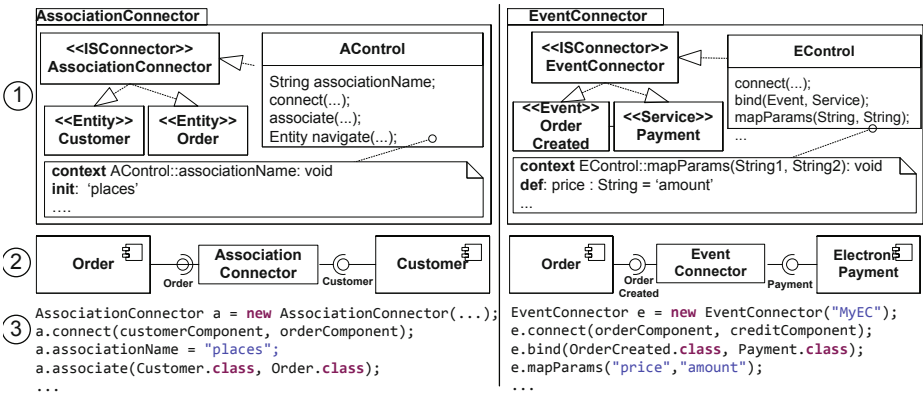 AssociationConnector
<<ISConnector>>
AssociationConnector
AControl
String associationName;
connect(...);
associate(...);
Entity navigate(...);
<<Entity>>
Customer
<<Entity>>
Order
context AControl::associationName: void
init: ‘places’
....
EventConnector
<<ISConnector>>
EventConnector
EControl
connect(...);
bind(Event, Service);
mapParams(String, String);
...
<<Event>>
Order
Created
<<Service>>
Payment
context EControl::mapParams(String1, String2): void
def: price : String = ‘amount’
...
1
2
Order
Order
Association
Connector
Customer
Customer
Order
Order
Created
Event
Connector
Payment
Electroni
Payment
3
AssociationConnector a = new AssociationConnector(...);
a.connect(customerComponent, orderComponent);
a.associationName = "places";
a.associate(Customer.class, Order.class);
...
EventConnector e = new EventConnector("MyEC");
e.connect(orderComponent, creditComponent);
e.bind(OrderCreated.class, Payment.class);
e.mapParams("price","amount");
...